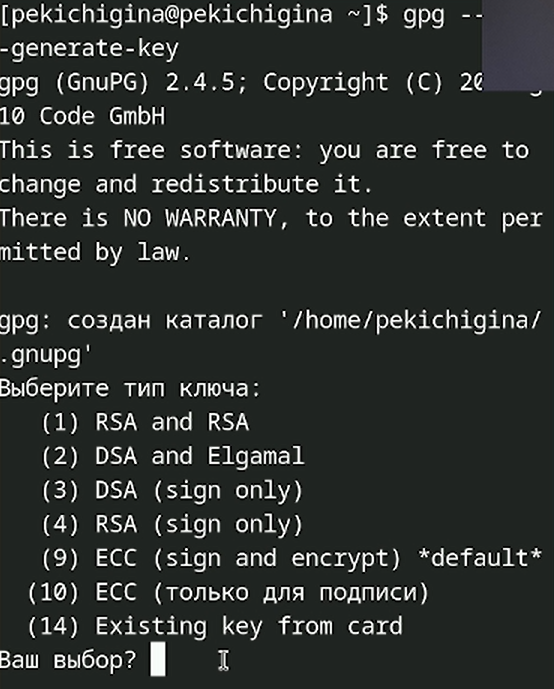 [pekichigina@pekichigina ~]$ gpg --
-generate-key
gpg (GnuPG) 2.4.5; Copyright (C) 20 g
10 Code GmbH
This is free software: you are free to
change and redistribute it.
There is NO WARRANTY, to the extent per
mitted by law.
gpg: создан каталог '/home/pekichigina/
.gnupg'
Выберите тип ключа:
(1) RSA and RSA
(2) DSA and Elgamal
(3) DSA (sign only)
(4) RSA (sign only)
(9) ECC (sign and encrypt) *default*
(10) ECC (только для подписи)
(14) Existing key from card
Ваш выбор?